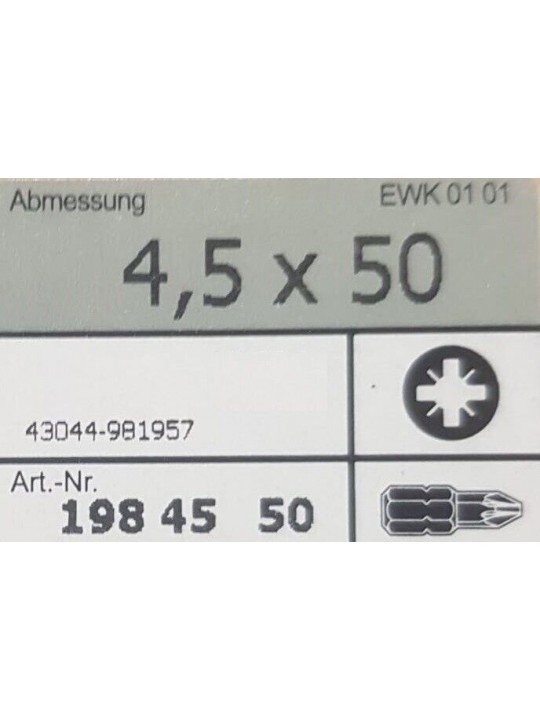 Abmessung EWK 01 01
4,5 x 50
43044-981957
Art.-Nr.
198 45 50